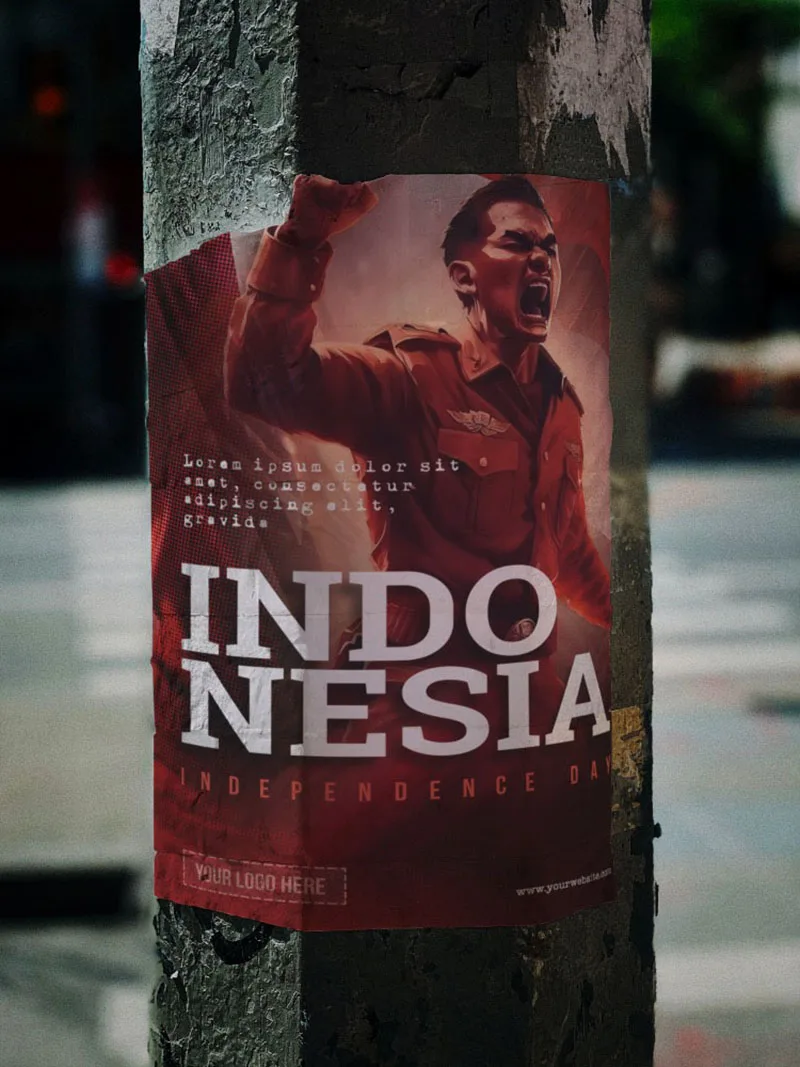 Lorem ipsum dolor sit
amet, consectetur
adipiscing elit,
gravida
INDO
NESIA
INDEPENDENCE DAY
YOUR LOGO HERE
www.yourwebsite.com